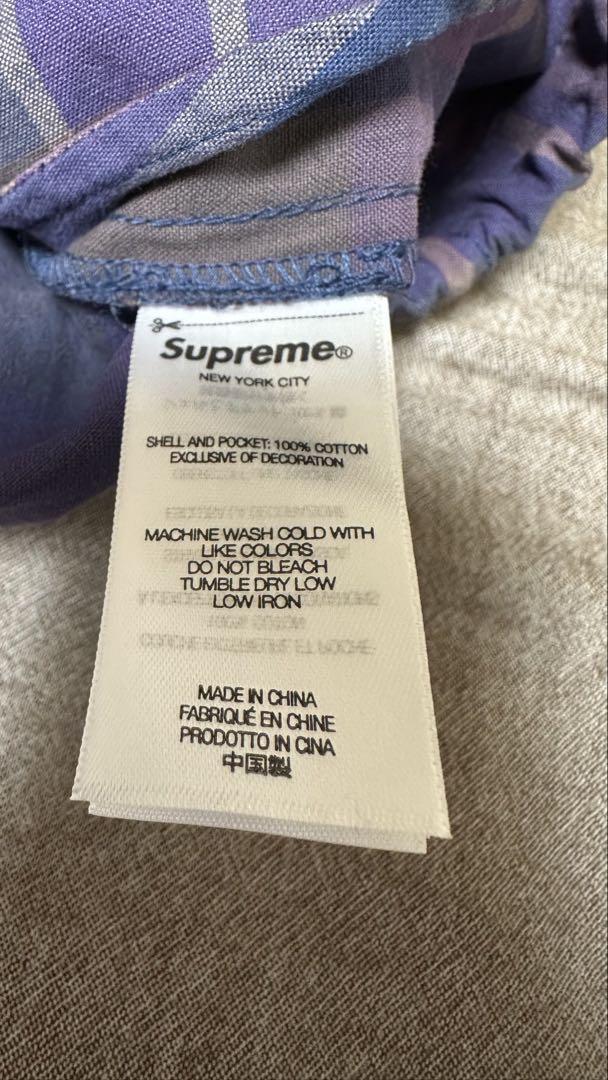 Supreme®
NEW YORK CITY
SHELL AND POCKET: 100% COTTON
EXCLUSIVE OF DECORATION
MACHINE WASH COLD WITH
LIKE COLORS
DO NOT BLEACH
TUMBLE DRY LOW
LOW IRON
MADE IN CHINA
FABRIQUÉ EN CHINE
PRODOTTO IN CINA
中国製